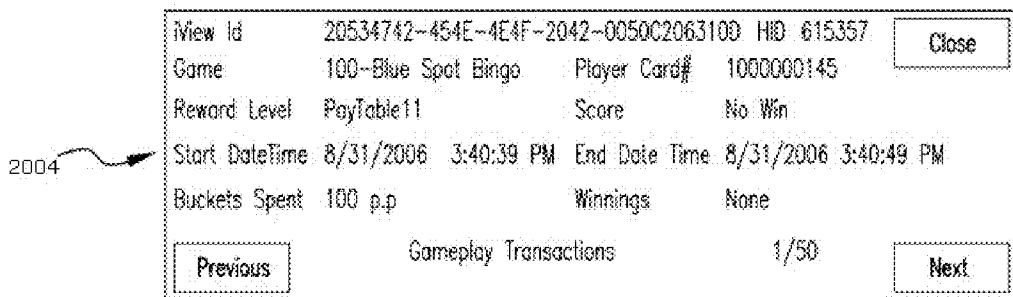 iView Id 20534742-454E-4E4F-2042-0050C206310D HID 615357 Close
Game 100-Blue Spot Bingo Player Card# 1000000145
Reward Level PayTable11 Score No Win
2004 Start DateTime 8/31/2006 3:40:39 PM End Date Time 8/31/2006 3:40:49 PM
Buckets Spent 100 p.p Winnings None
Previous Gameplay Transactions 1/50 Next